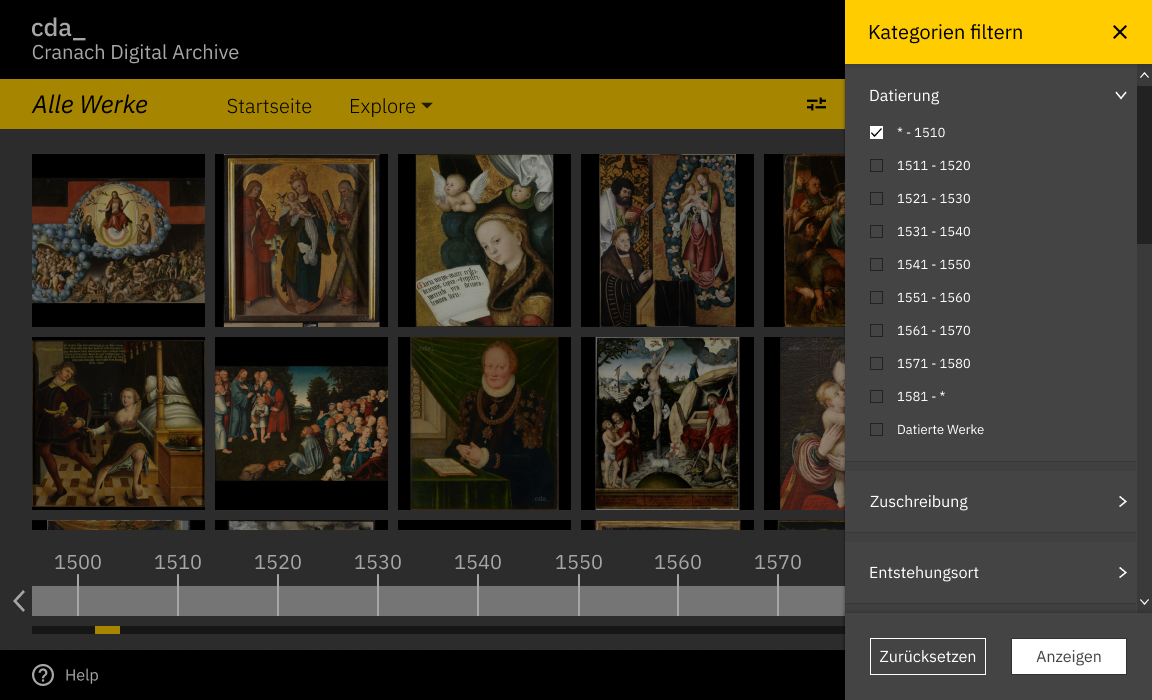 cda_
Cranach Digital Archive
Alle Werke
Startseite
Explore
1500
1510
1520
1530
1540
1550
1560
1570
Help
Kategorien filtern
Datierung
* - 1510
1511 - 1520
1521 - 1530
1531 - 1540
1541 - 1550
1551 - 1560
1561 - 1570
1571 - 1580
1581 - *
Datierte Werke
Zuschreibung
Entstehungsort
Zurücksetzen
Anzeigen